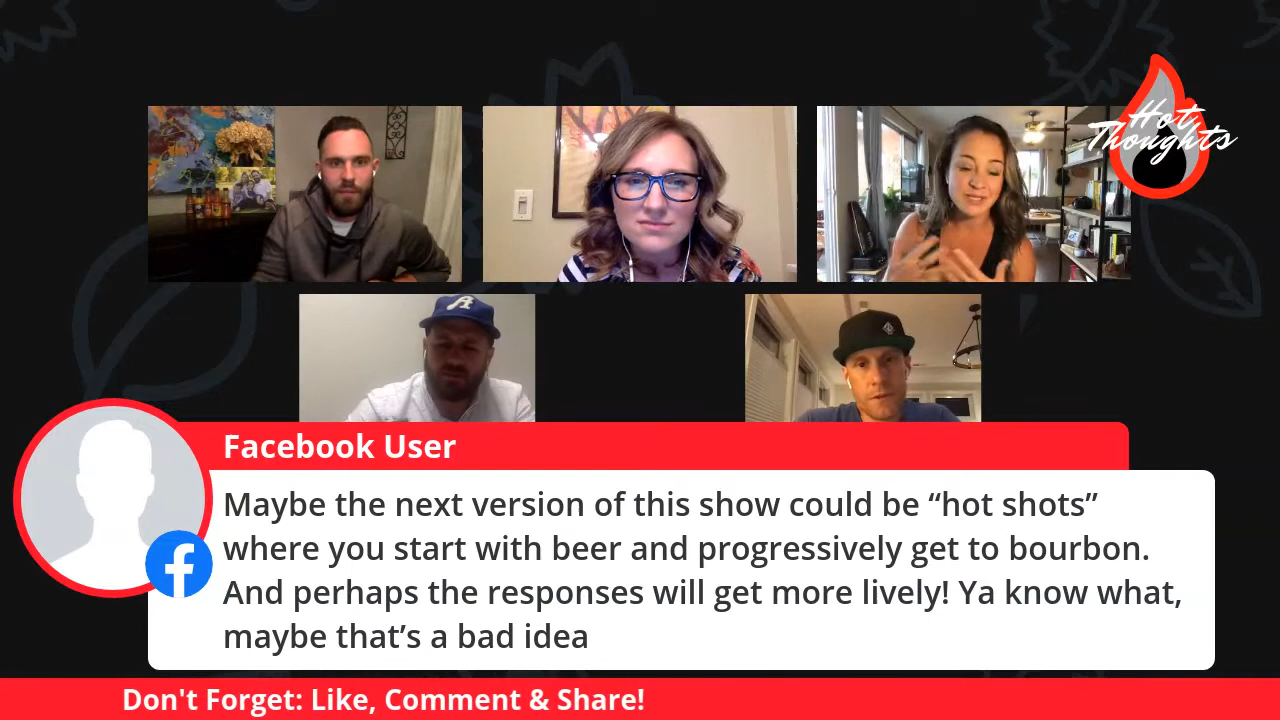 Hot
Thoughts
A
Facebook User
Maybe the next version of this show could be “hot shots”
where you start with beer and progressively get to bourbon.
And perhaps the responses will get more lively! Ya know what,
maybe that’s a bad idea
Don't Forget: Like, Comment & Share!